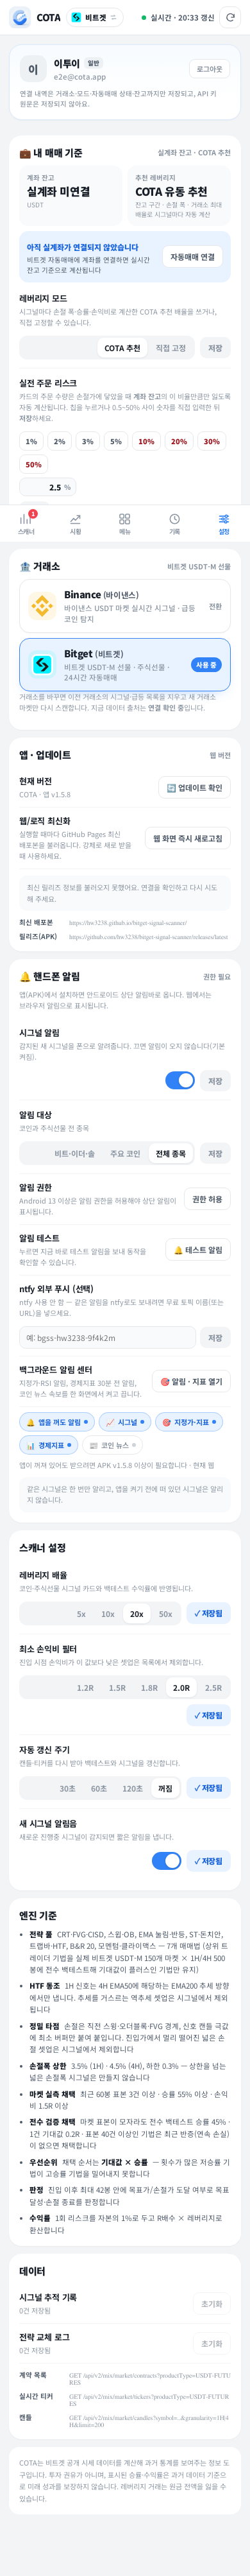 COTA 비트겟 실시간 · 20:33 갱신
이
이투이 일반
e2e@cota.app
로그아웃
연결 내역은 거래소·모드·자동매매 상태·잔고까지만 저장되고, API 키
원문은 저장되지 않아요.
💼 내 매매 기준
실계좌 잔고 · COTA 추천
계좌 잔고
실계좌 미연결
USDT
추천 레버리지
COTA 유동 추천
잔고 구간 · 손절 폭 · 거래소 최대
배율로 시그널마다 자동 계산
아직 실계좌가 연결되지 않았습니다
비트겟 자동매매에 계좌를 연결하면 실시간
잔고 기준으로 계산됩니다
자동매매 연결
레버리지 모드
시그널마다 손절 폭·승률·손익비로 계산한 COTA 추천 배율을 쓰거나,
직접 고정할 수 있습니다.
COTA 추천 직접 고정 저장
실전 주문 리스크
카드의 주문 수량은 손절가에 닿았을 때 계좌 잔고의 이 비율만큼만 잃도록
자동 계산됩니다. 칩을 누르거나 0.5~50% 사이 숫자를 직접 입력한 뒤
저장하세요.
1% 2% 3% 5% 10% 20% 30%
50%
2.5 %
1
스캐너 시황 메뉴 기록 설정
🏦 거래소
비트겟 USDT-M 선물
Binance (바이낸스)
바이낸스 USDT 마켓 실시간 시그널 · 급등
코인 탐지
전환
Bitget (비트겟)
비트겟 USDT-M 선물 · 주식선물 ·
24시간 자동매매
사용 중
거래소를 바꾸면 이전 거래소의 시그널·급등 목록을 지우고 새 거래소
마켓만 다시 스캔합니다. 지금 데이터 출처는 연결 확인 중입니다.
앱 · 업데이트
웹 버전
현재 버전
COTA · 앱 v1.5.8
🔄 업데이트 확인
웹/로직 최신화
실행할 때마다 GitHub Pages 최신
배포본을 불러옵니다. 강제로 새로 받을
때 사용하세요.
웹 화면 즉시 새로고침
최신 릴리즈 정보를 불러오지 못했어요. 연결을 확인하고 다시 시도
해 주세요.
최신 배포본 https://hw3238.github.io/bitget-signal-scanner/
릴리즈(APK) https://github.com/hw3238/bitget-signal-scanner/releases/latest
🔔 핸드폰 알림
권한 필요
앱(APK)에서 설치하면 안드로이드 상단 알림바로 옵니다. 웹에서는
브라우저 알림으로 표시됩니다.
시그널 알림
감지된 새 시그널을 폰으로 알려줍니다. 끄면 알림이 오지 않습니다(기본
켜짐).
저장
알림 대상
코인과 주식선물 전 종목
비트·이더·솔 주요 코인 전체 종목 저장
알림 권한
Android 13 이상은 알림 권한을 허용해야 상단 알림이
표시됩니다.
권한 허용
알림 테스트
누르면 지금 바로 테스트 알림을 보내 동작을
확인할 수 있습니다.
🔔 테스트 알림
ntfy 외부 푸시 (선택)
ntfy 사용 안 함 — 같은 알림을 ntfy로도 보내려면 무료 토픽 이름(또는
URL)을 넣으세요.
예: bgss-hw3238-9f4k2m 저장
백그라운드 알림 센터
지정가·RSI 알림, 경제지표 30분 전 알림,
코인 뉴스 속보를 한 화면에서 켜고 끕니다.
🎯 알림 · 지표 열기
🔔 앱을 꺼도 알림 📈 시그널 🎯 지정가·지표
📊 경제지표 📰 코인 뉴스
앱이 꺼져 있어도 받으려면 APK v1.5.8 이상이 필요합니다 · 현재 웹
같은 시그널은 한 번만 알리고, 앱을 켜기 전에 떠 있던 시그널은 알리
지 않습니다.
스캐너 설정
레버리지 배율
코인·주식선물 시그널 카드와 백테스트 수익률에 반영됩니다.
5x 10x 20x 50x ✓ 저장됨
최소 손익비 필터
진입 시점 손익비가 이 값보다 낮은 셋업은 목록에서 제외합니다.
1.2R 1.5R 1.8R 2.0R 2.5R
✓ 저장됨
자동 갱신 주기
캔들·티커를 다시 받아 백테스트와 시그널을 갱신합니다.
30초 60초 120초 꺼짐 ✓ 저장됨
새 시그널 알림음
새로운 진행중 시그널이 감지되면 짧은 알림음을 냅니다.
✓ 저장됨
엔진 기준
• 전략 풀 CRT·FVG·CISD, 스윕·OB, EMA 눌림·반등, ST·돈치안,
트랩바·HTF, B&R 20, 모멘텀·클라이맥스 — 7개 매매법 (상위 트
레이더 기법을 실제 비트겟 USDT-M 150개 마켓 × 1H/4H 500
봉에 전수 백테스트해 기대값이 플러스인 기법만 유지)
• HTF 동조 1H 신호는 4H EMA50에 해당하는 EMA200 추세 방향
에서만 냅니다. 추세를 거스르는 역추세 셋업은 시그널에서 제외
됩니다
• 정밀 타점 손절은 직전 스윙·오더블록·FVG 경계, 신호 캔들 극값
에 최소 버퍼만 붙여 붙입니다. 진입가에서 멀리 떨어진 넓은 손
절 셋업은 시그널에서 제외합니다
• 손절폭 상한 3.5% (1H) · 4.5% (4H), 하한 0.3% — 상한을 넘는
넓은 손절폭 시그널은 만들지 않습니다
• 마켓 실측 채택 최근 60봉 표본 3건 이상 · 승률 55% 이상 · 손익
비 1.5R 이상
• 전수 검증 채택 마켓 표본이 모자라도 전수 백테스트 승률 45% ·
1건 기대값 0.2R · 표본 40건 이상인 기법은 최근 반증(연속 손실)
이 없으면 채택합니다
• 우선순위 채택 순서는 기대값 × 승률 — 횟수가 많은 저승률 기
법이 고승률 기법을 밀어내지 못합니다
• 판정 진입 이후 최대 42봉 안에 목표가/손절가 도달 여부로 목표
달성·손절 종료를 판정합니다
• 수익률 1회 리스크를 자본의 1%로 두고 R배수 × 레버리지로
환산합니다
데이터
시그널 추적 기록
0건 저장됨
초기화
전략 교체 로그
0건 저장됨
초기화
계약 목록 GET /api/v2/mix/market/contracts?productType=USDT-FUTU
RES
실시간 티커 GET /api/v2/mix/market/tickers?productType=USDT-FUTUR
ES
캔들 GET /api/v2/mix/market/candles?symbol=..&granularity=1H|4
H&limit=200
COTA는 비트겟 공개 시세 데이터를 계산해 과거 통계를 보여주는 정보 도
구입니다. 투자 권유가 아니며, 표시된 승률·수익률은 과거 데이터 기준으
로 미래 성과를 보장하지 않습니다. 레버리지 거래는 원금 전액을 잃을 수
있습니다.